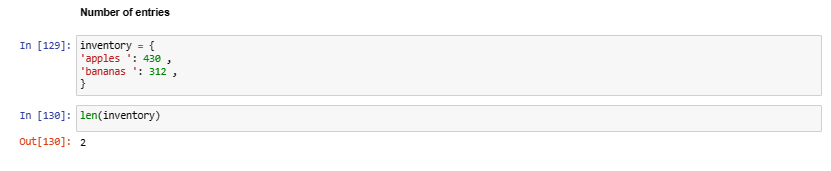 Number of entries
In [129]: inventory = {
'apples ': 430 ,
'bananas ': 312 ,
}
In [130]: len(inventory)
Out[130]: 2